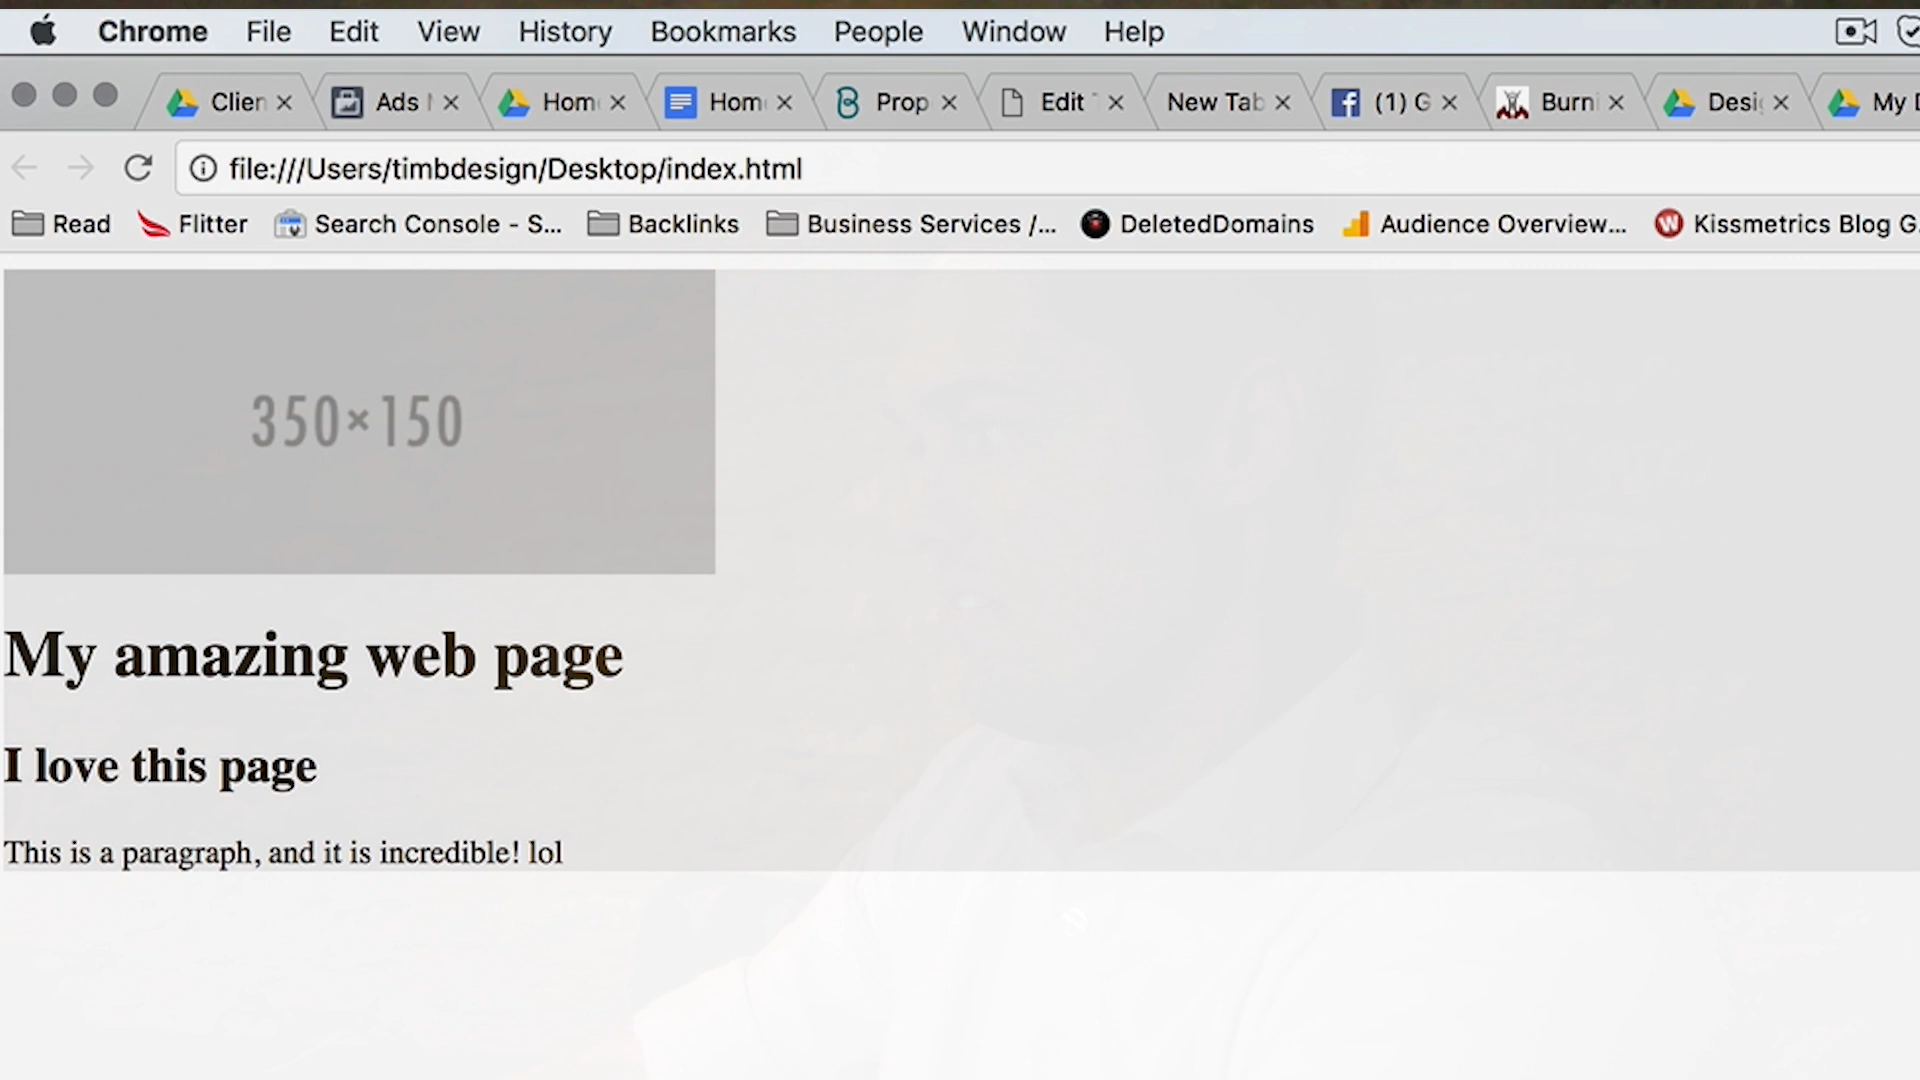 Chrome File Edit View History Bookmarks People Window Help
Clien Ads Hom Hom Prop Edit New Tab (1) G Burni Desi My
file:///Users/timbdesign/Desktop/index.html
Read Flitter Search Console - S... Backlinks Business Services /... DeletedDomains Audience Overview... Kissmetrics Blog G
350×150
My amazing web page
I love this page
This is a paragraph, and it is incredible! lol